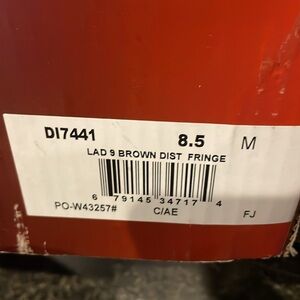 DI7441 8.5 M
LAD 9 BROWN DIST FRINGE
6 79145 34717 4
PO-W43257# C/AE FJ